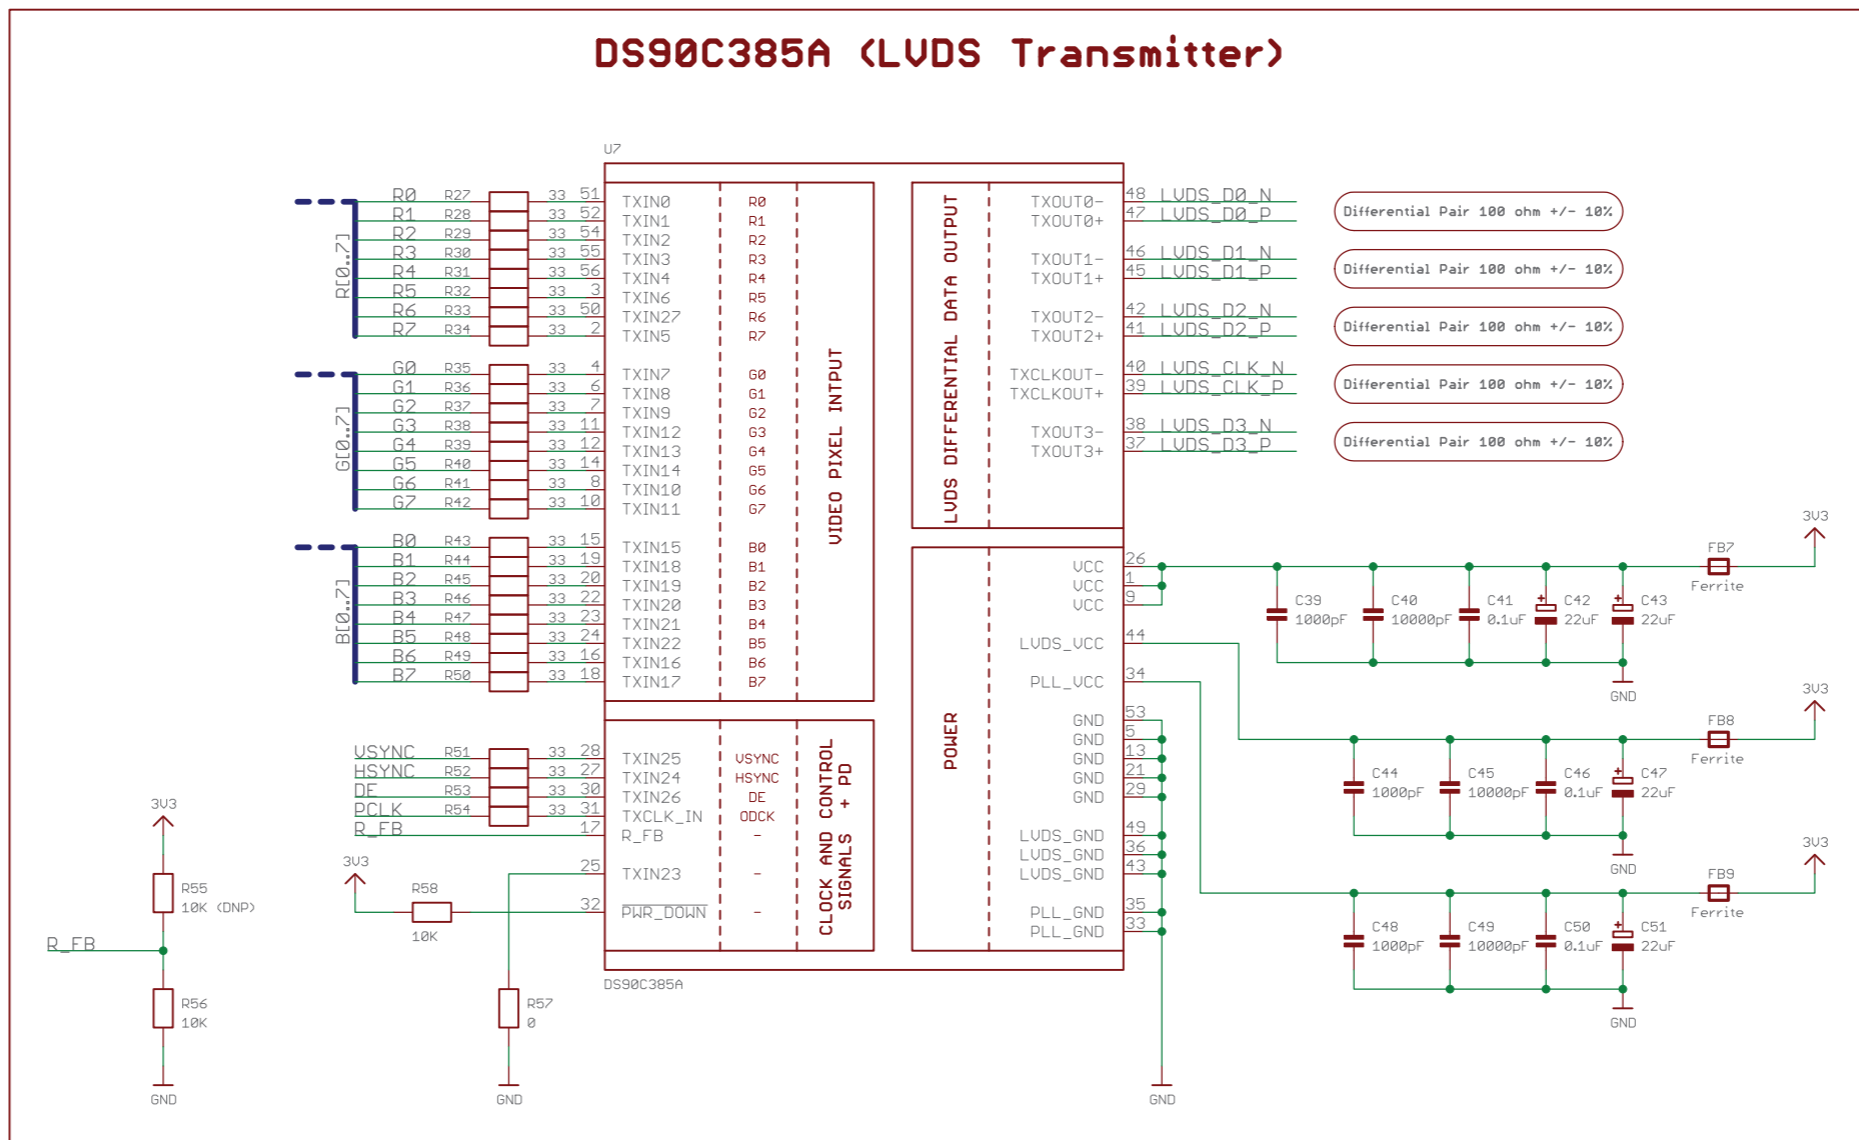 DS90C385A (LVDS Transmitter)
U7
R[0..7]
R0 R27 33 51 TXIN0 R0
R1 R28 33 52 TXIN1 R1
R2 R29 33 54 TXIN2 R2
R3 R30 33 55 TXIN3 R3
R4 R31 33 56 TXIN4 R4
R5 R32 33 3 TXIN6 R5
R6 R33 33 50 TXIN27 R6
R7 R34 33 2 TXIN5 R7
G[0..7]
G0 R35 33 4 TXIN7 G0
G1 R36 33 6 TXIN8 G1
G2 R37 33 7 TXIN9 G2
G3 R38 33 11 TXIN12 G3
G4 R39 33 12 TXIN13 G4
G5 R40 33 14 TXIN14 G5
G6 R41 33 8 TXIN10 G6
G7 R42 33 10 TXIN11 G7
B[0..7]
B0 R43 33 15 TXIN15 B0
B1 R44 33 19 TXIN18 B1
B2 R45 33 20 TXIN19 B2
B3 R46 33 22 TXIN20 B3
B4 R47 33 23 TXIN21 B4
B5 R48 33 24 TXIN22 B5
B6 R49 33 16 TXIN16 B6
B7 R50 33 18 TXIN17 B7
VIDEO PIXEL INTPUT
VSYNC R51 33 28 TXIN25 VSYNC
HSYNC R52 33 27 TXIN24 HSYNC
DE R53 33 30 TXIN26 DE
PCLK R54 33 31 TXCLK_IN ODCK
R_FB 17 R_FB -
25 TXIN23 -
3V3 R58 10K 32 PWR_DOWN -
CLOCK AND CONTROL
SIGNALS + PD
DS90C385A
3V3
R55
10K (DNP)
R_FB
R56
10K
GND
R57
0
GND
LVDS DIFFERENTIAL DATA OUTPUT
TXOUT0- 48 LVDS_D0_N
TXOUT0+ 47 LVDS_D0_P
Differential Pair 100 ohm +/- 10%
TXOUT1- 46 LVDS_D1_N
TXOUT1+ 45 LVDS_D1_P
Differential Pair 100 ohm +/- 10%
TXOUT2- 42 LVDS_D2_N
TXOUT2+ 41 LVDS_D2_P
Differential Pair 100 ohm +/- 10%
TXCLKOUT- 40 LVDS_CLK_N
TXCLKOUT+ 39 LVDS_CLK_P
Differential Pair 100 ohm +/- 10%
TXOUT3- 38 LVDS_D3_N
TXOUT3+ 37 LVDS_D3_P
Differential Pair 100 ohm +/- 10%
POWER
VCC 26
VCC 1
VCC 9
LVDS_VCC 44
PLL_VCC 34
GND 53
GND 5
GND 13
GND 21
GND 29
LVDS_GND 49
LVDS_GND 36
LVDS_GND 43
PLL_GND 35
PLL_GND 33
GND
3V3
FB7
Ferrite
C39 C40 C41 C42 C43
1000pF 10000pF 0.1uF 22uF 22uF
+ +
GND
3V3
FB8
Ferrite
C44 C45 C46 C47
1000pF 10000pF 0.1uF 22uF
+
GND
3V3
FB9
Ferrite
C48 C49 C50 C51
1000pF 10000pF 0.1uF 22uF
+
GND